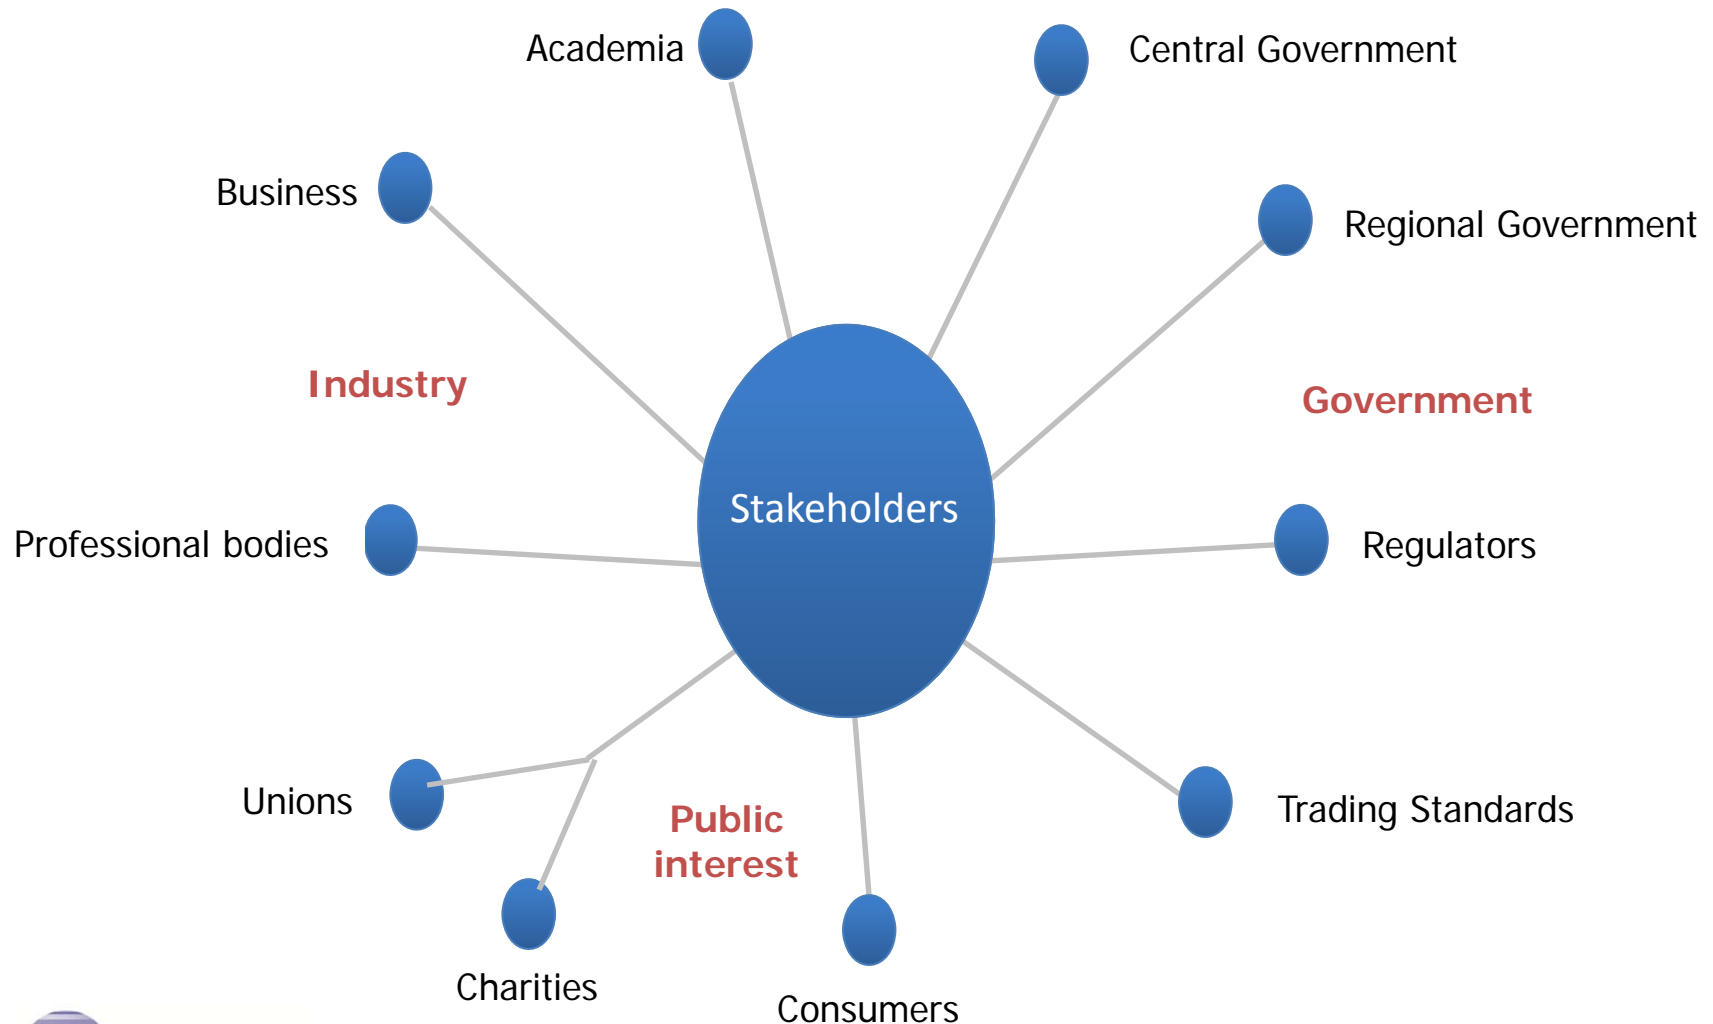 Academia
Central Government
Business
Regional Government
Industry
Government
Stakeholders
Professional bodies
Regulators
Unions
Public
interest
Trading Standards
Charities
Consumers